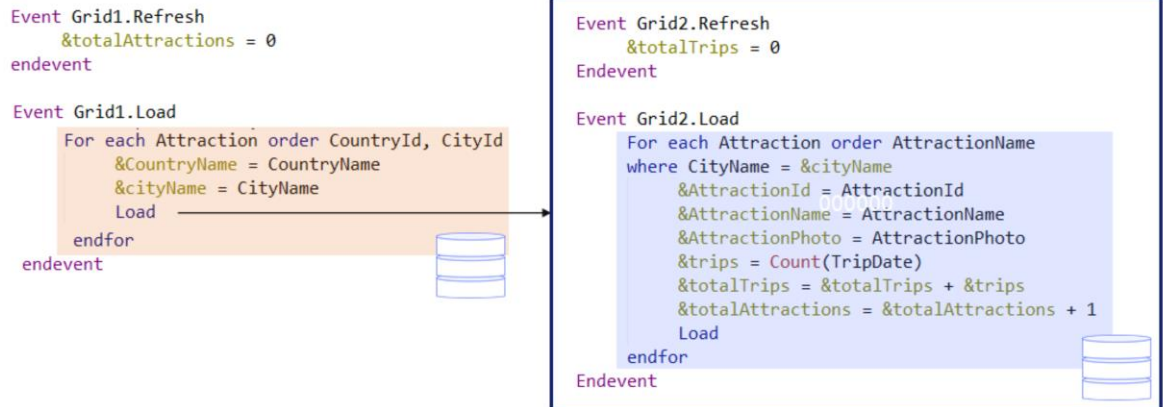 Event Grid1.Refresh
&totalAttractions = 0
endevent
Event Grid1.Load
For each Attraction order CountryId, CityId
&CountryName = CountryName
&cityName = CityName
Load
endfor
endevent
Event Grid2.Refresh
&totalTrips = 0
Endevent
Event Grid2.Load
For each Attraction order AttractionName
where CityName = &cityName
&AttractionId = AttractionId
000000
&AttractionName = AttractionName
&AttractionPhoto = AttractionPhoto
&trips = Count(TripDate)
&totalTrips = &totalTrips + &trips
&totalAttractions = &totalAttractions + 1
Load
endfor
Endevent